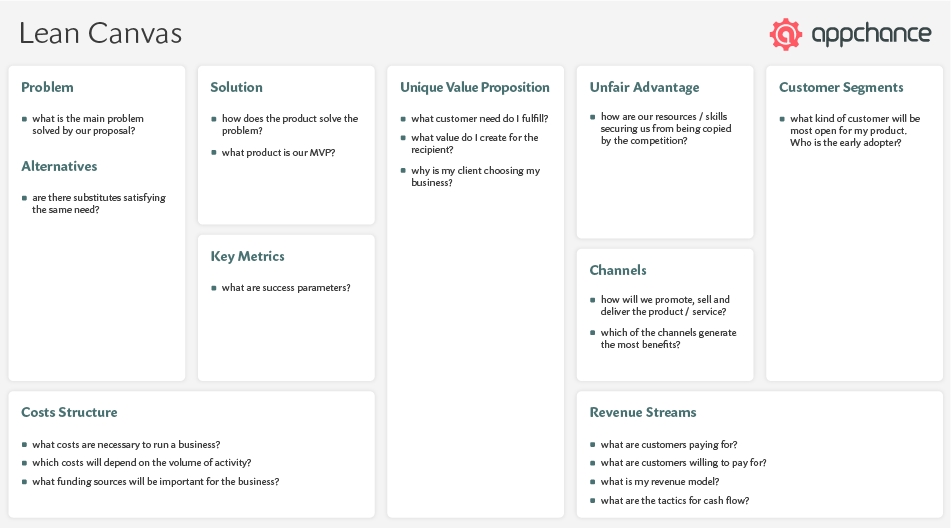 Lean Canvas
appchance
Problem
what is the main problem
solved by our proposal?
Alternatives
are there substitutes satisfying
the same need?
Solution
how does the product solve the
problem?
what product is our MVP?
Key Metrics
what are success parameters?
Unique Value Proposition
what customer need do I fulfill?
what value do I create for the
recipient?
why is my client choosing my
business?
Unfair Advantage
how are our resources / skills
securing us from being copied
by the competition?
Channels
how will we promote, sell and
deliver the product / service?
which of the channels generate
the most benefits?
Customer Segments
what kind of customer will be
most open for my product.
Who is the early adopter?
Costs Structure
what costs are necessary to run a business?
which costs will depend on the volume of activity?
what funding sources will be important for the business?
Revenue Streams
what are customers paying for?
what are customers willing to pay for?
what is my revenue model?
what are the tactics for cash flow?